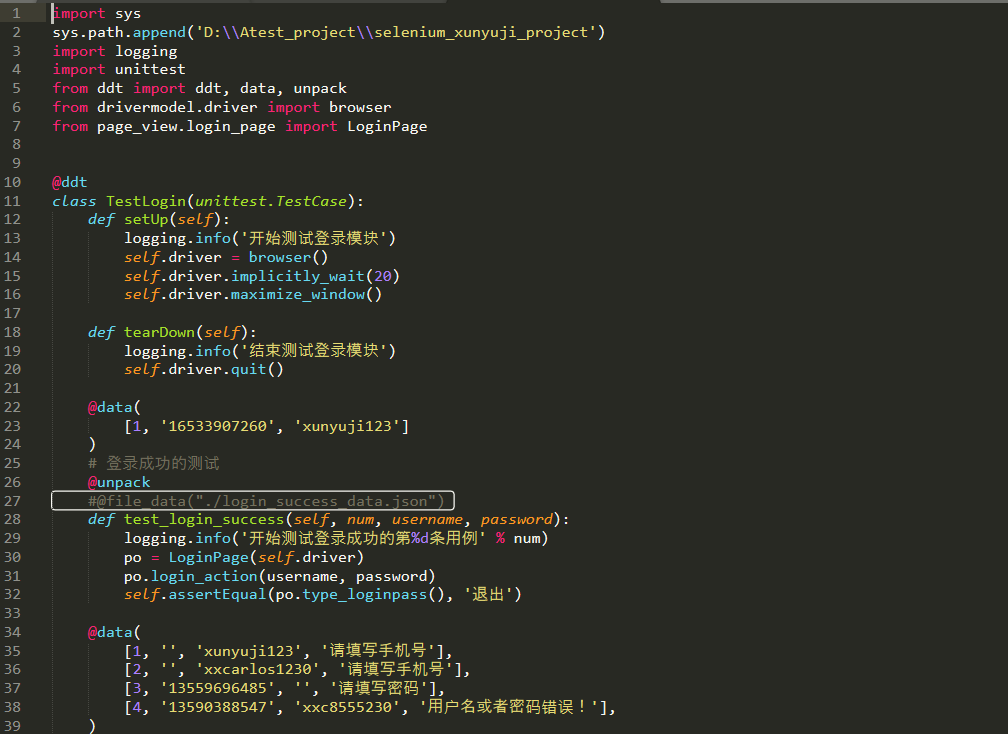 1 import sys
2 sys.path.append('D:\\Atest_project\\selenium_xunyuji_project')
3 import logging
4 import unittest
5 from ddt import ddt, data, unpack
6 from drivermodel.driver import browser
7 from page_view.login_page import LoginPage
8
9
10 @ddt
11 class TestLogin(unittest.TestCase):
12     def setUp(self):
13         logging.info('开始测试登录模块')
14         self.driver = browser()
15         self.driver.implicitly_wait(20)
16         self.driver.maximize_window()
17
18     def tearDown(self):
19         logging.info('结束测试登录模块')
20         self.driver.quit()
21
22     @data(
23         [1, '16533907260', 'xunyuji123']
24     )
25     # 登录成功的测试
26     @unpack
27     #@file_data("./login_success_data.json")
28     def test_login_success(self, num, username, password):
29         logging.info('开始测试登录成功的第%d条用例' % num)
30         po = LoginPage(self.driver)
31         po.login_action(username, password)
32         self.assertEqual(po.type_loginpass(), '退出')
33
34     @data(
35         [1, '', 'xunyuji123', '请填写手机号'],
36         [2, '', 'xxcarlos1230', '请填写手机号'],
37         [3, '13559696485', '', '请填写密码'],
38         [4, '13590388547', 'xxc8555230', '用户名或者密码错误！'],
39     )